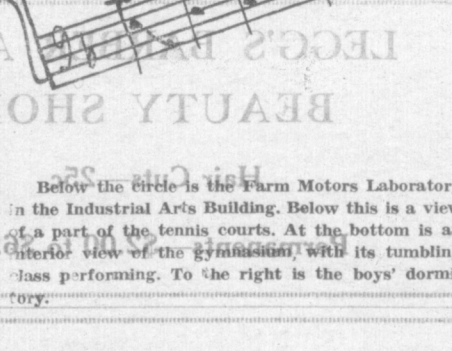 Below the circle is the Farm Motors Laborator
in the Industrial Arts Building. Below this is a view
of a part of the tennis courts. At the bottom is a
nterior view of the gymnasium, with its tumblin
class performing. To the right is the boys' dormi
tory.